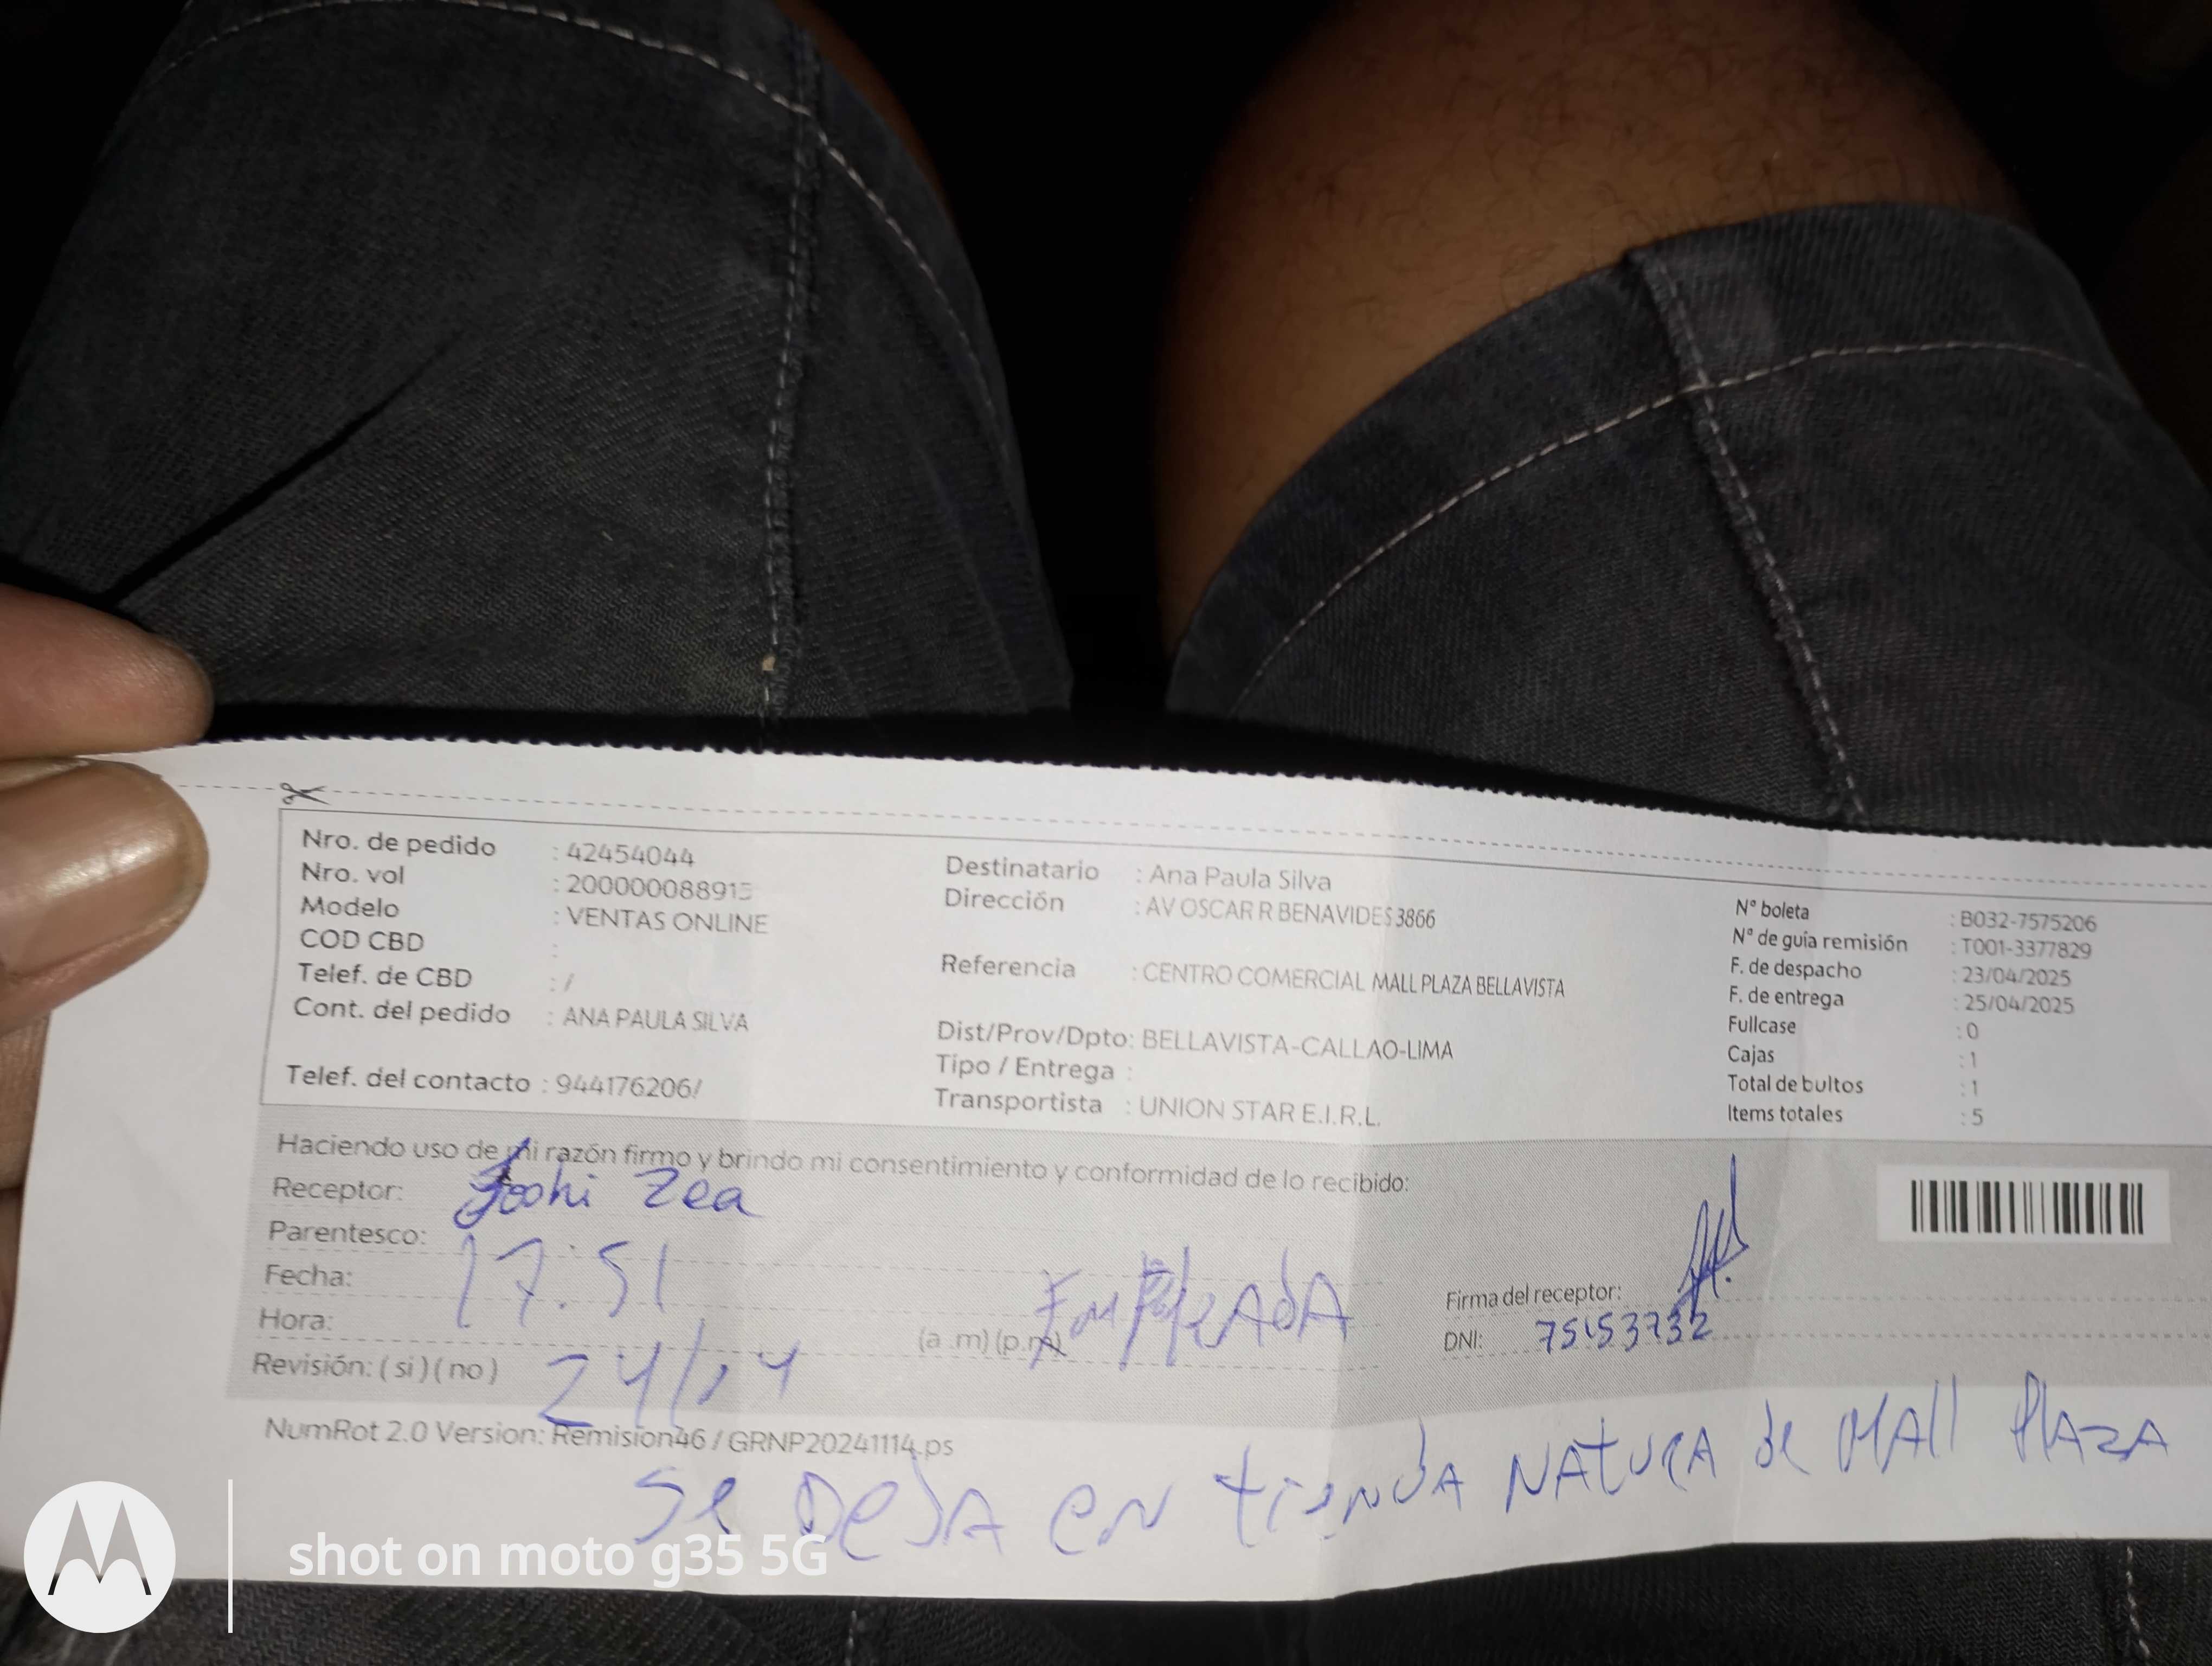 Nro. de pedido : 42454044
Nro. vol : 200000088915
Modelo : VENTAS ONLINE
COD CBD :
Telef. de CBD : /
Cont. del pedido : ANA PAULA SILVA
Telef. del contacto : 944176206/
Destinatario : Ana Paula Silva
Dirección : AV OSCAR R BENAVIDES 3866
Referencia : CENTRO COMERCIAL MALL PLAZA BELLAVISTA
Dist/Prov/Dpto: BELLAVISTA-CALLAO-LIMA
Tipo / Entrega :
Transportista : UNION STAR E.I.R.L.
N° boleta : B032-7575206
N° de guia remisión : T001-3377829
F. de despacho : 23/04/2025
F. de entrega : 25/04/2025
Fullcase : 0
Cajas : 1
Total de bultos : 1
Items totales : 5
Haciendo uso de mi razón firmo y brindo mi consentimiento y conformidad de lo recibido:
Receptor: Zea
Parentesco:
Fecha: 17:51
EmpleAdA
Hora: (a .m) (p.m)
Revisión: ( si ) ( no ) 24/04
Firma del receptor:
DNI: 75153732
NumRot 2.0 Version: Remision46 / GRNP20241114.ps
Se DeJA eN tienda NAtura de MAll PlAzA
shot on moto g35 5G